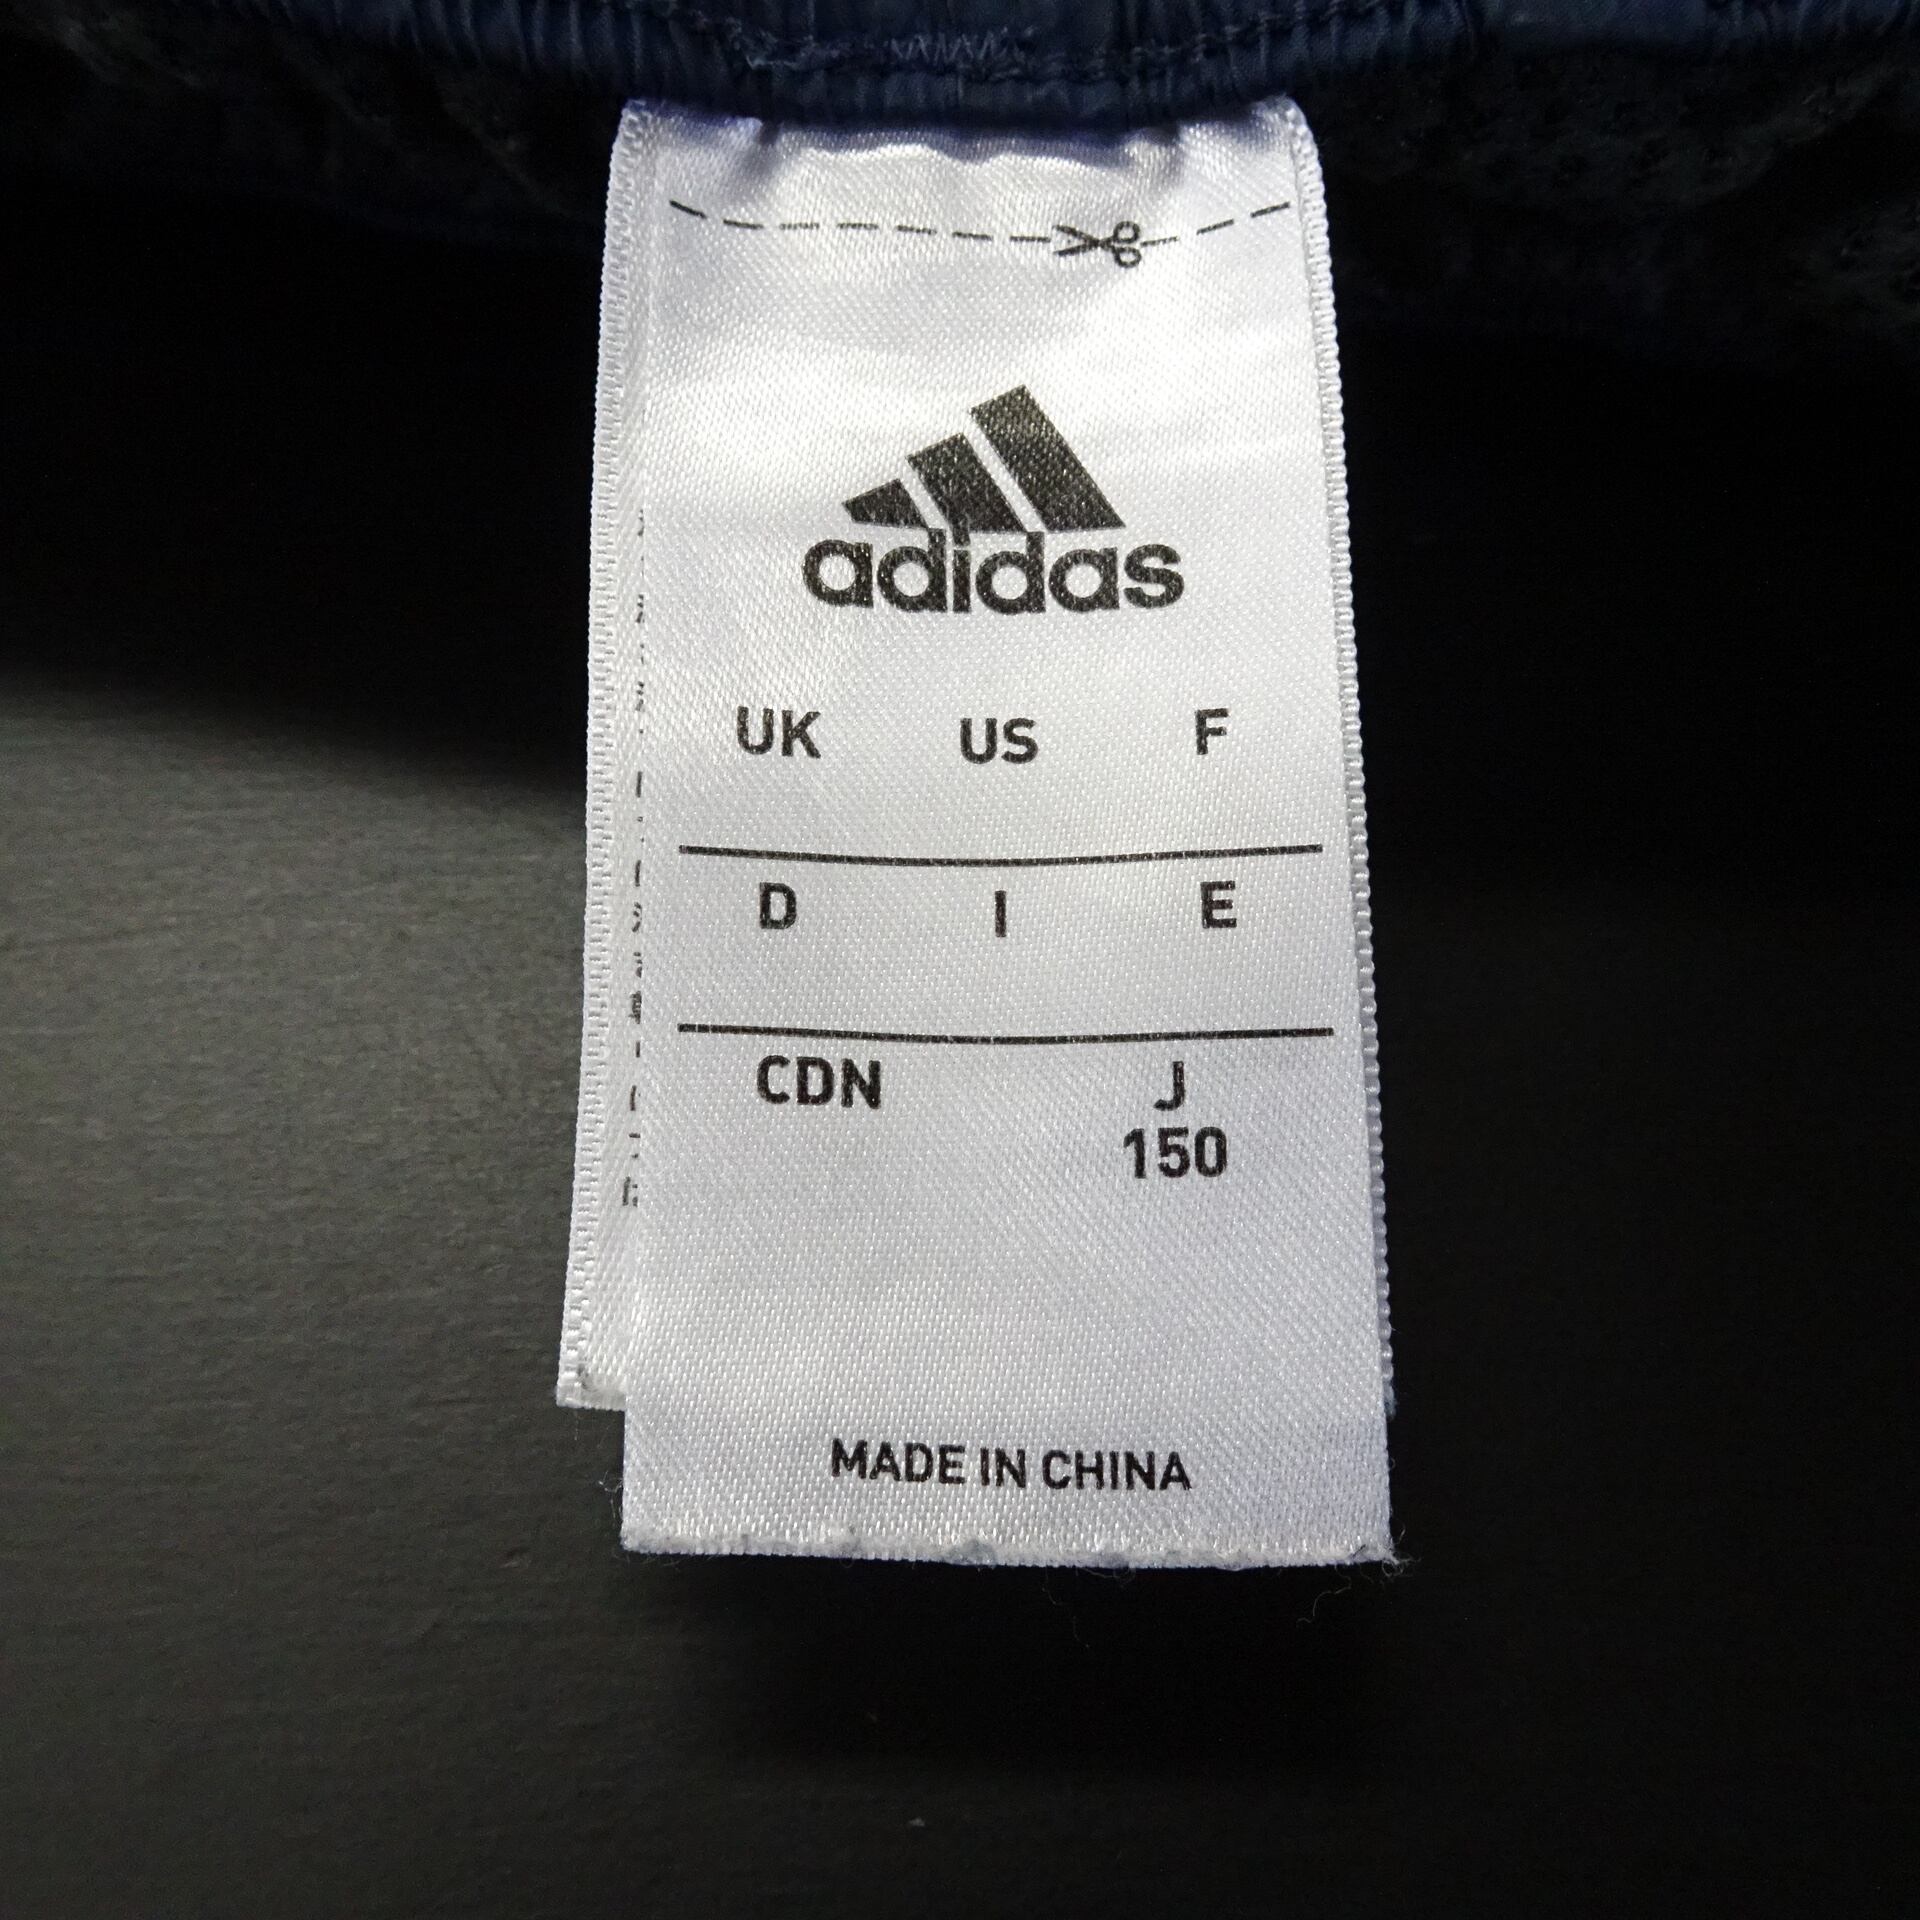 adidas
UK US F
D I E
CDN J
150
MADE IN CHINA